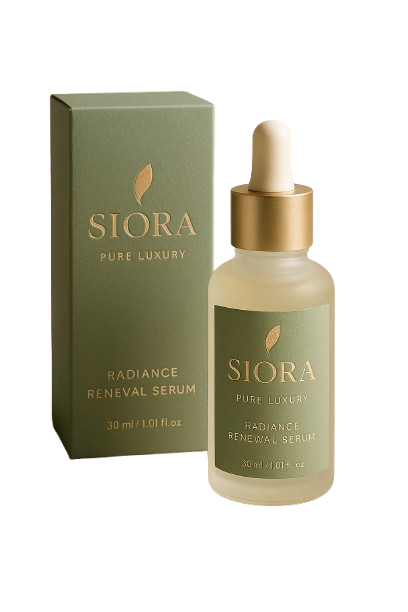 SIORA
PURE LUXURY
RADIANCE
RENEVAL SERUM
30 ml / 1.01 fl.oz
SIORA
PURE LUXURY
RADIANCE
RENEWAL SERUM
30 ml / 1.01 fl.oz